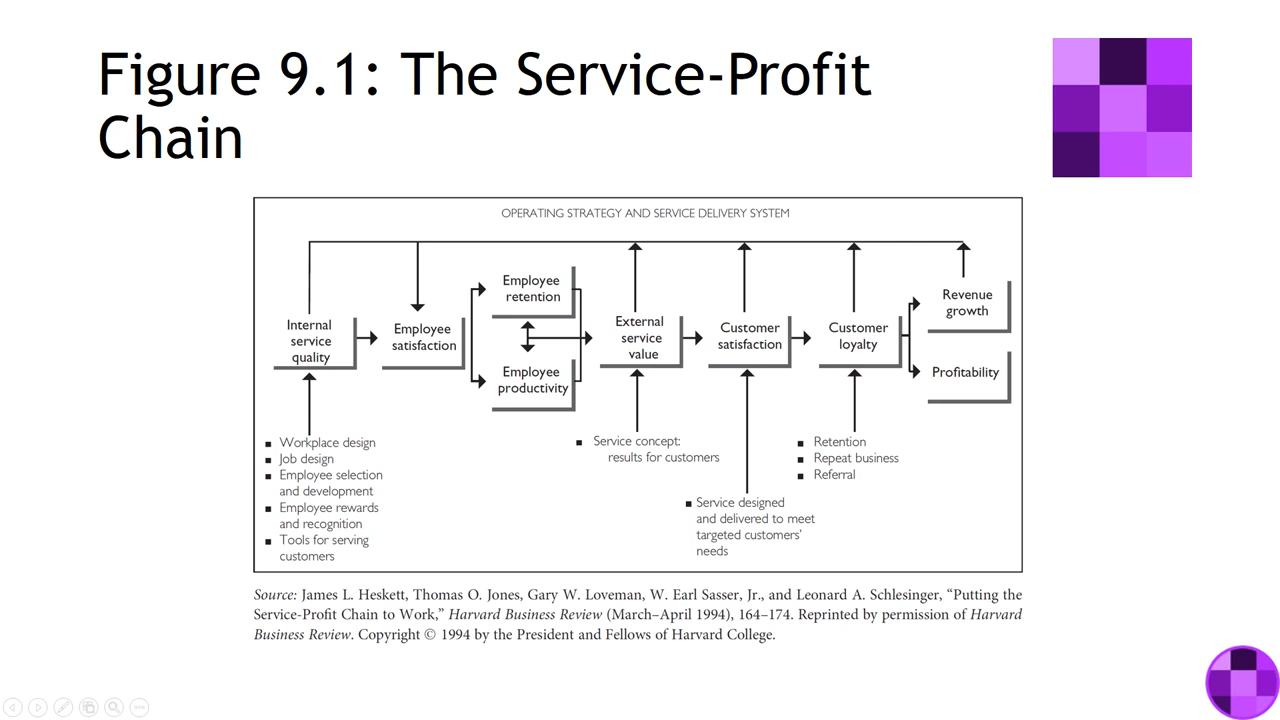 Figure 9.1: The Service-Profit
Chain
OPERATING STRATEGY AND SERVICE DELIVERY SYSTEM
Internal
service
quality
Employee
satisfaction
Employee
retention
Employee
productivity
External
service
value
Customer
satisfaction
Customer
loyalty
Revenue
growth
Profitability
■ Workplace design
■ Job design
■ Employee selection
and development
■ Employee rewards
and recognition
■ Tools for serving
customers
■ Service concept:
results for customers
■ Service designed
and delivered to meet
targeted customers’
needs
■ Retention
■ Repeat business
■ Referral
Source: James L. Heskett, Thomas O. Jones, Gary W. Loveman, W. Earl Sasser, Jr., and Leonard A. Schlesinger, “Putting the
Service-Profit Chain to Work,” Harvard Business Review (March–April 1994), 164–174. Reprinted by permission of Harvard
Business Review. Copyright © 1994 by the President and Fellows of Harvard College.